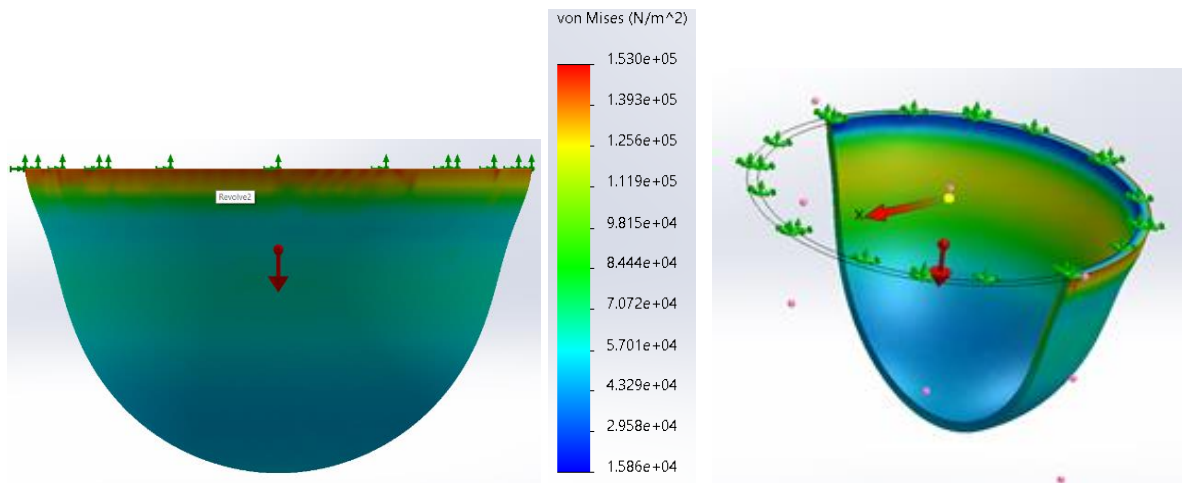 von Mises (N/m^2)
1.530e+05
1.393e+05
1.256e+05
1.119e+05
9.815e+04
8.444e+04
7.072e+04
5.701e+04
4.329e+04
2.958e+04
1.586e+04
Revolve2
X